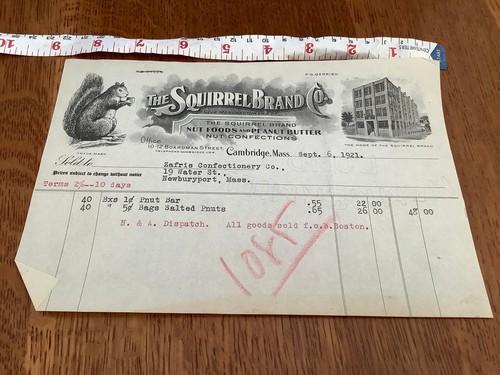 10 9 8 7 6 5 4 3 2 1
P.G. GERRISH
THE SQUIRREL BRAND CO.
THE SQUIRREL BRAND
NUT FOODS AND PEANUT BUTTER
NUT CONFECTIONS
TRADE MARK
THE HOME OF THE SQUIRREL BRAND
Office
10-12 BOARDMAN STREET,
Cambridge, Mass. Sept. 6, 1921.
Sold to
Zafris Confectionery Co.,
19 Water St.,
Newburyport, Mass.
Prices subject to change without notice
Terms 2%--10 days
40 Bxs 1¢ Pnut Bar .55 22 00
40 " 5¢ Bags Salted Pnuts .65 26 00 48 00
N. & A. Dispatch. All goods sold f.o.b. Boston.